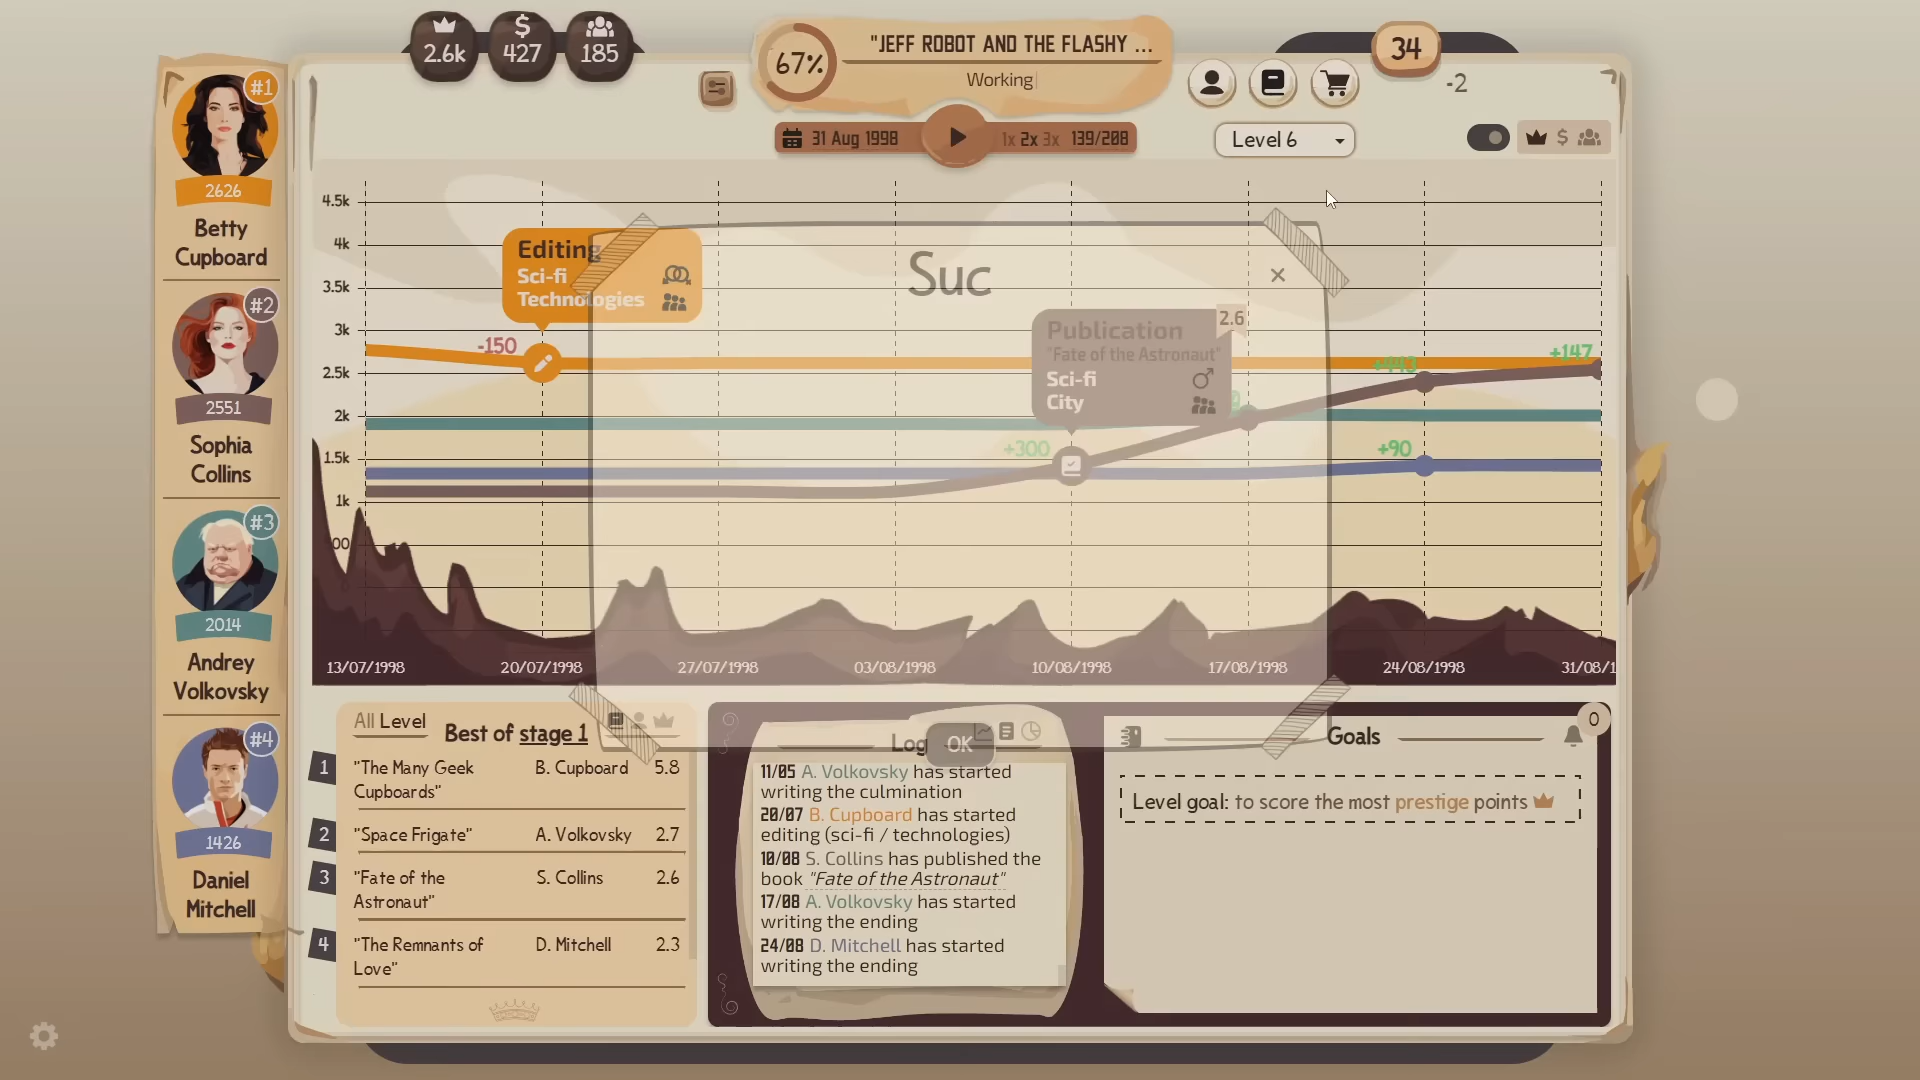 2.6k
427
185
67%
"JEFF ROBOT AND THE FLASHY ...
Working
34
-2
31 Aug 1998
1x 2x 3x
139/208
Level 6
$
#1
2626
Betty
Cupboard
#2
2551
Sophia
Collins
#3
2014
Andrey
Volkovsky
#4
1426
Daniel
Mitchell
4.5k
4k
3.5k
3k
2.5k
2k
1.5k
1k
Editing
Sci-fi
Technologies
-150
Suc
Publication
"Fate of the Astronaut"
Sci-fi
City
2.6
+300
+147
+90
13/07/1998
20/07/1998
27/07/1998
03/08/1998
10/08/1998
17/08/1998
24/08/1998
31/08/1
All Level
Best of stage 1
1
"The Many Geek
Cupboards"
B. Cupboard
5.8
2
"Space Frigate"
A. Volkovsky
2.7
3
"Fate of the
Astronaut"
S. Collins
2.6
4
"The Remnants of
Love"
D. Mitchell
2.3
Log
OK
11/05 A. Volkovsky has started
writing the culmination
20/07 B. Cupboard has started
editing (sci-fi / technologies)
10/08 S. Collins has published the
book "Fate of the Astronaut"
17/08 A. Volkovsky has started
writing the ending
24/08 D. Mitchell has started
writing the ending
Goals
0
Level goal: to score the most prestige points